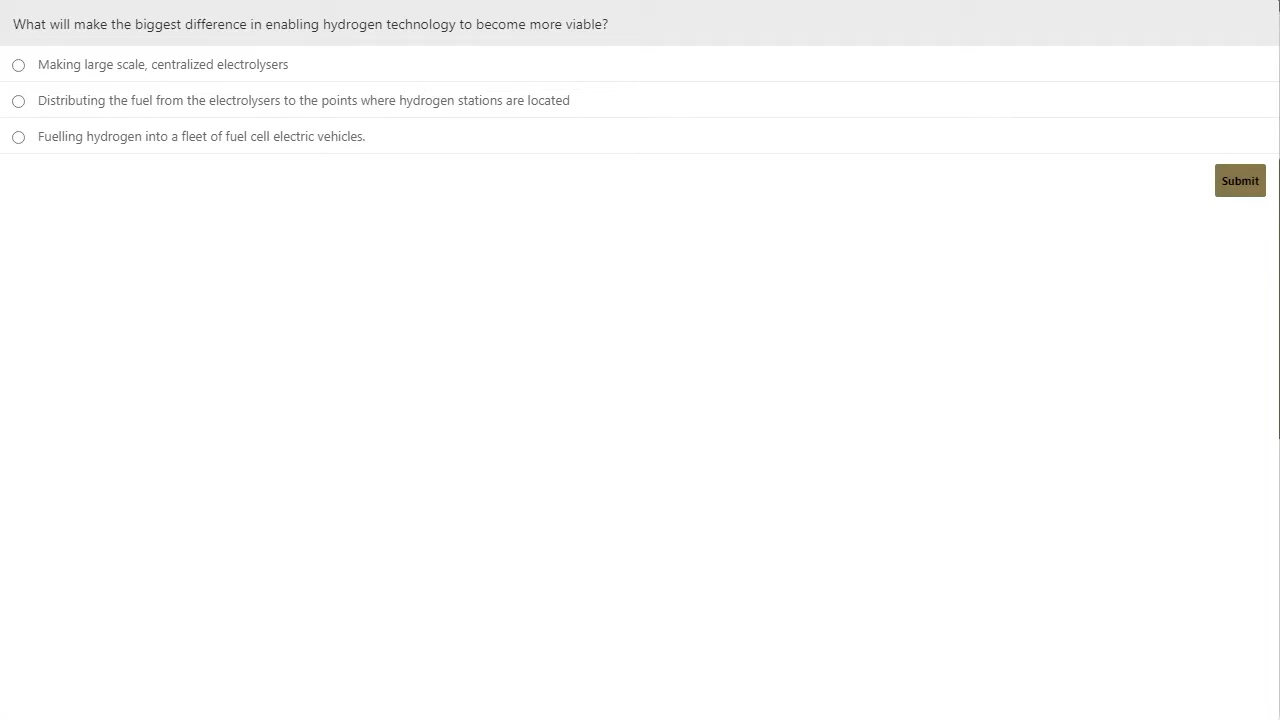 What will make the biggest difference in enabling hydrogen technology to become more viable?
Making large scale, centralized electrolysers
Distributing the fuel from the electrolysers to the points where hydrogen stations are located
Fuelling hydrogen into a fleet of fuel cell electric vehicles.
Submit